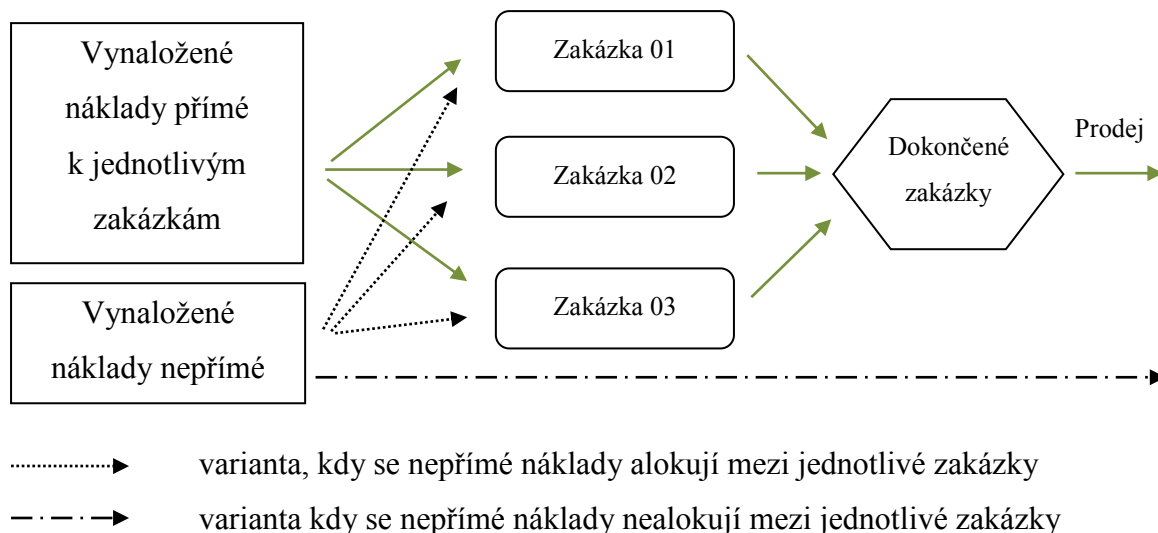 Vynaložené
náklady přímé
k jednotlivým
zakázkám
Vynaložené
náklady nepřímé
Zakázka 01
Zakázka 02
Zakázka 03
Dokončené
zakázky
Prodej
varianta, kdy se nepřímé náklady alokují mezi jednotlivé zakázky
varianta kdy se nepřímé náklady nealokují mezi jednotlivé zakázky